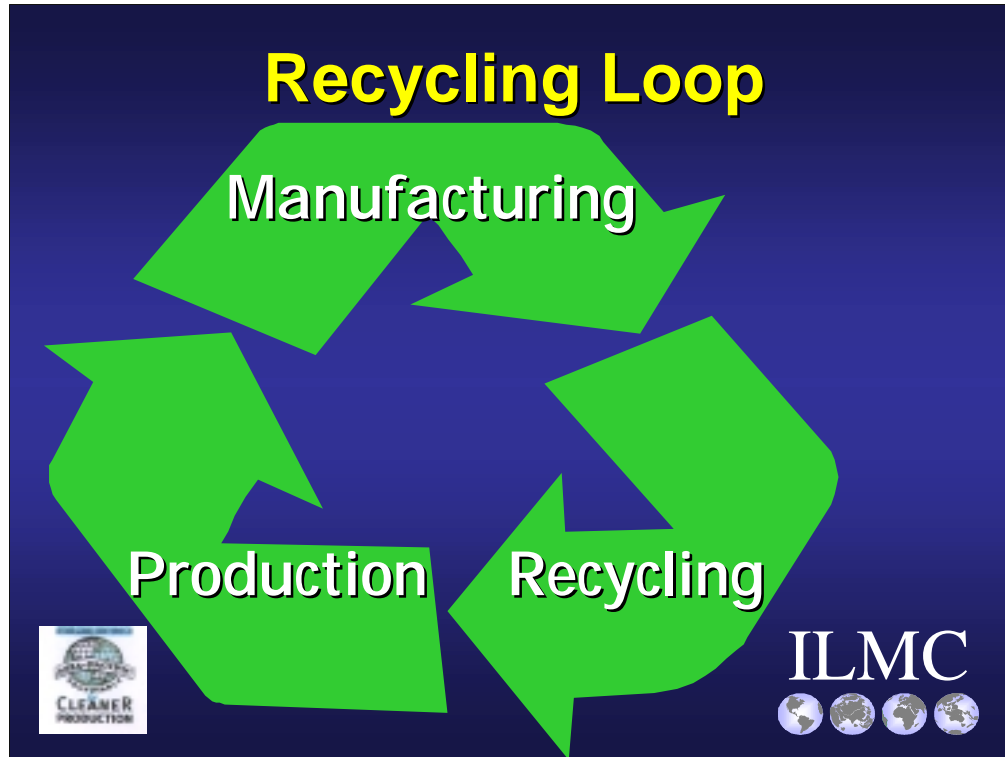 Recycling Loop
Manufacturing
Production
Recycling
CLEANER
PRODUCTION
ILMC